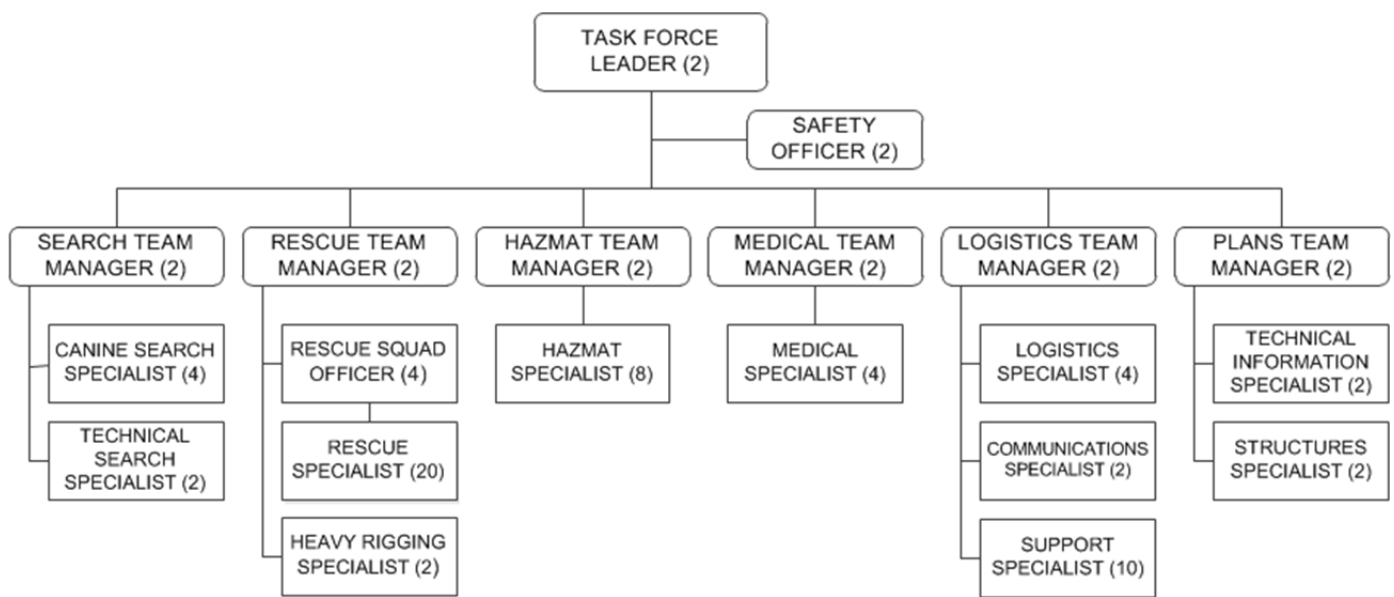 TASK FORCE
LEADER (2)
SAFETY
OFFICER (2)
SEARCH TEAM
MANAGER (2)
RESCUE TEAM
MANAGER (2)
HAZMAT TEAM
MANAGER (2)
MEDICAL TEAM
MANAGER (2)
LOGISTICS TEAM
MANAGER (2)
PLANS TEAM
MANAGER (2)
CANINE SEARCH
SPECIALIST (4)
TECHNICAL
SEARCH
SPECIALIST (2)
RESCUE SQUAD
OFFICER (4)
RESCUE
SPECIALIST (20)
HEAVY RIGGING
SPECIALIST (2)
HAZMAT
SPECIALIST (8)
MEDICAL
SPECIALIST (4)
LOGISTICS
SPECIALIST (4)
COMMUNICATIONS
SPECIALIST (2)
SUPPORT
SPECIALIST (10)
TECHNICAL
INFORMATION
SPECIALIST (2)
STRUCTURES
SPECIALIST (2)